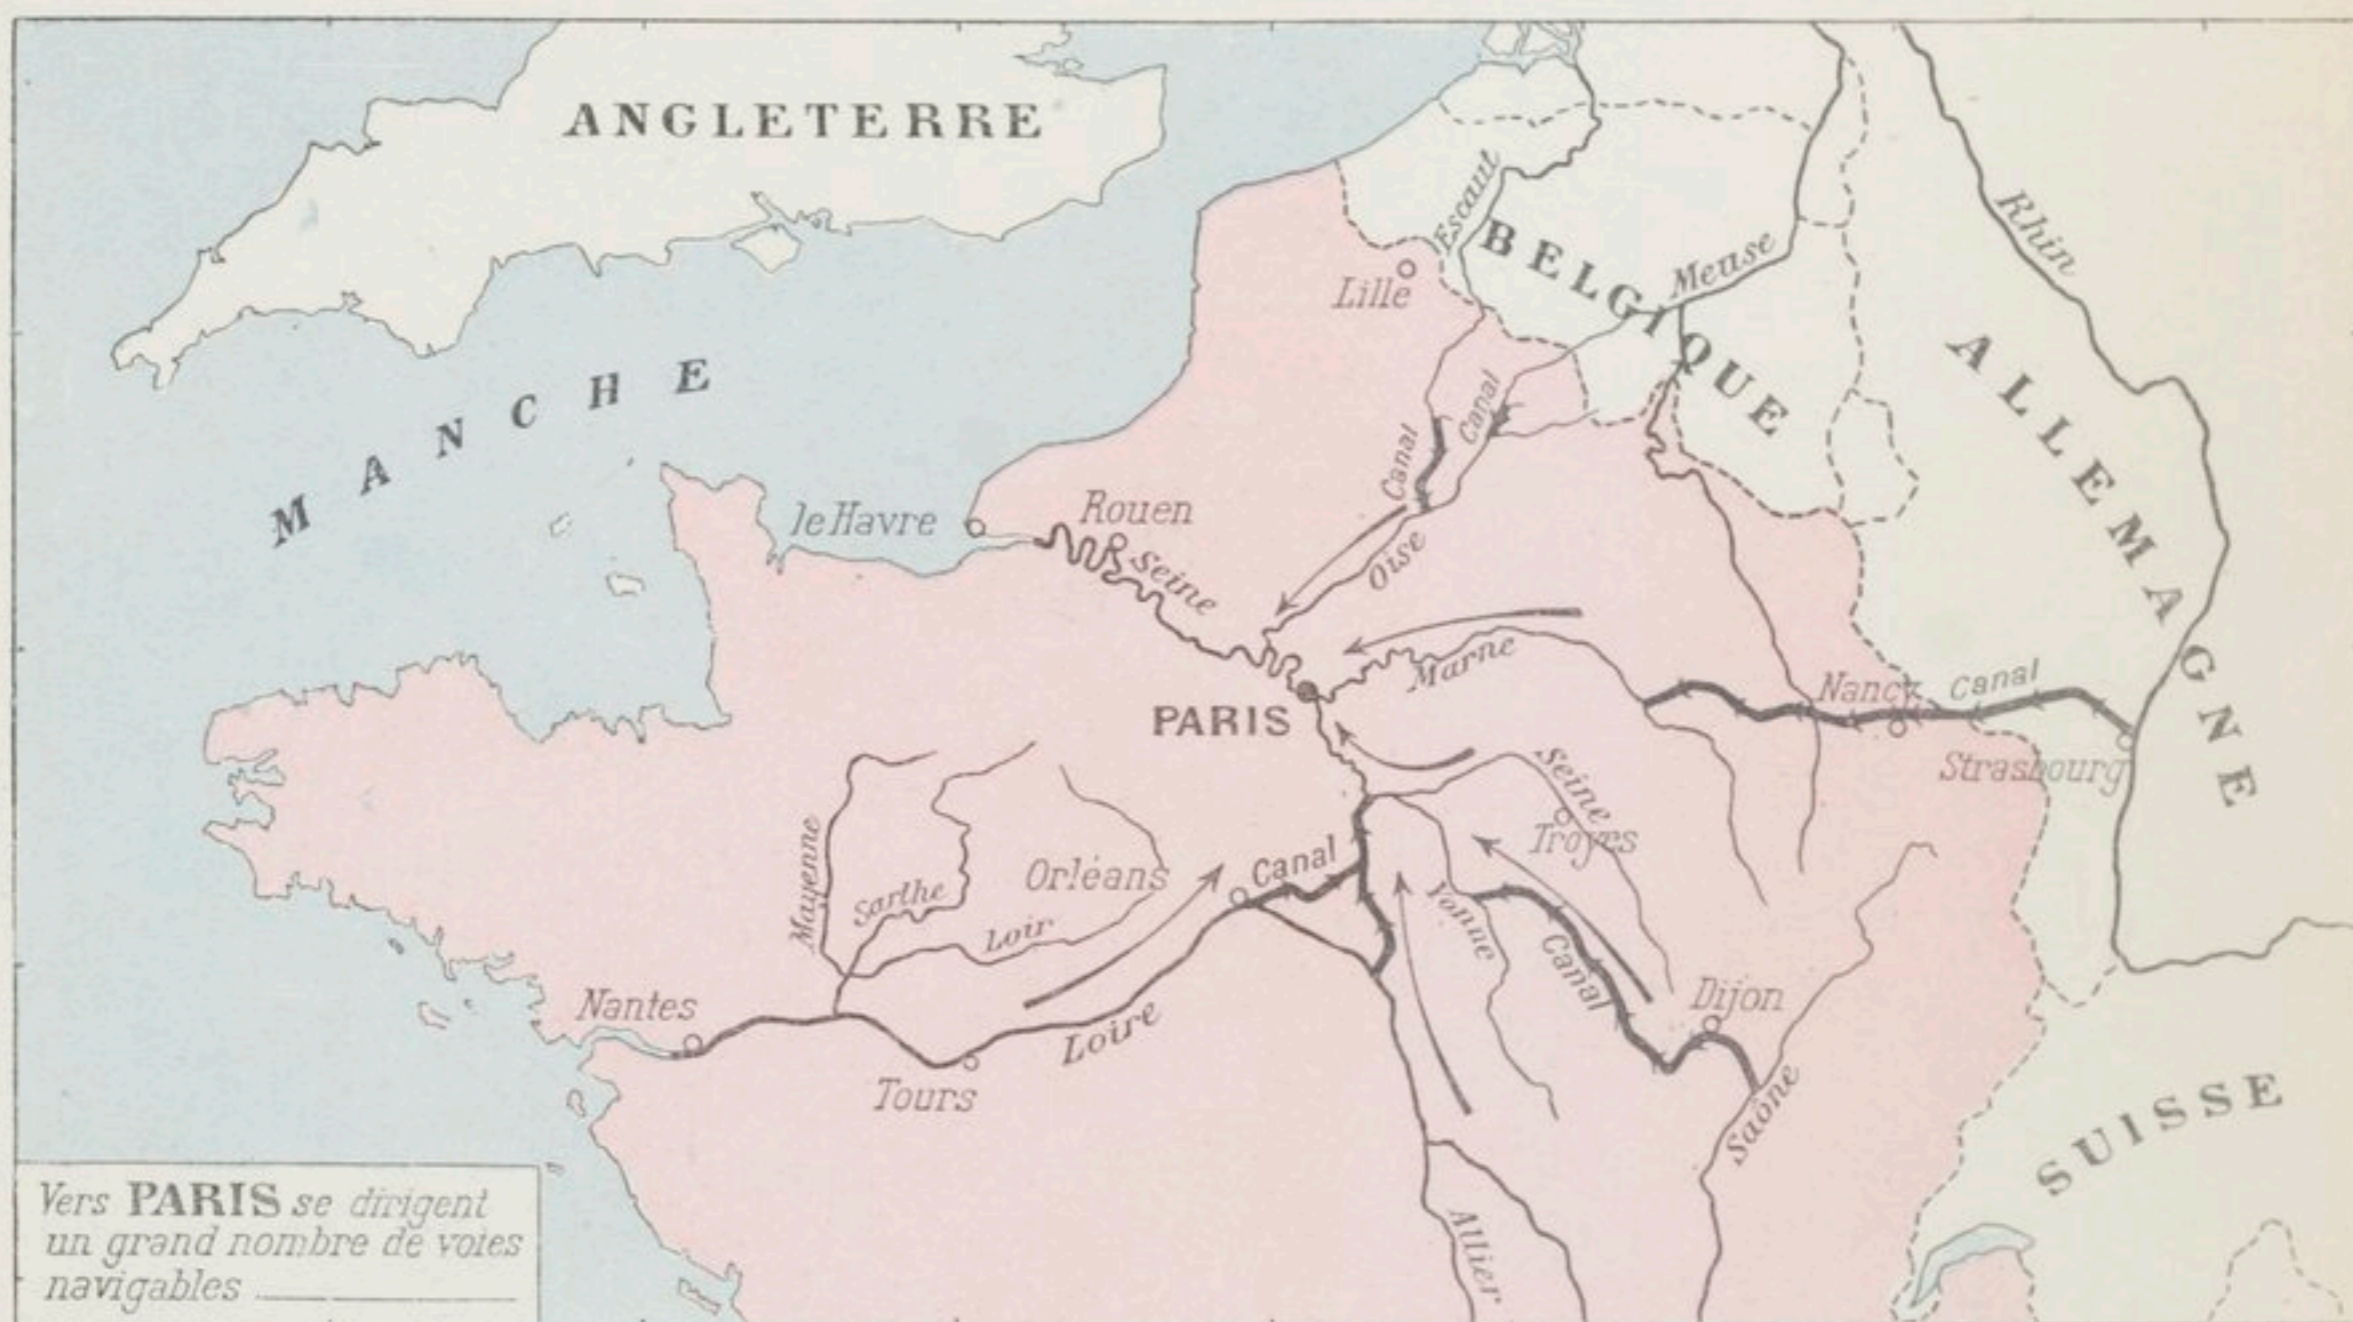 ANGLETERRE
MANCHE
Escaut
BELGIQUE
Meuse
Rhin
ALLEMAGNE
Lille
Canal
Canal
le Havre
Rouen
Seine
Oise
Marne
PARIS
Nancy
Canal
Strasbourg
Seine
Troyes
Mayenne
Sarthe
Orléans
Canal
Loir
Yonne
Canal
Dijon
Nantes
Loire
Tours
Saône
SUISSE
Allier
Vers PARIS se dirigent
un grand nombre de voies
navigables